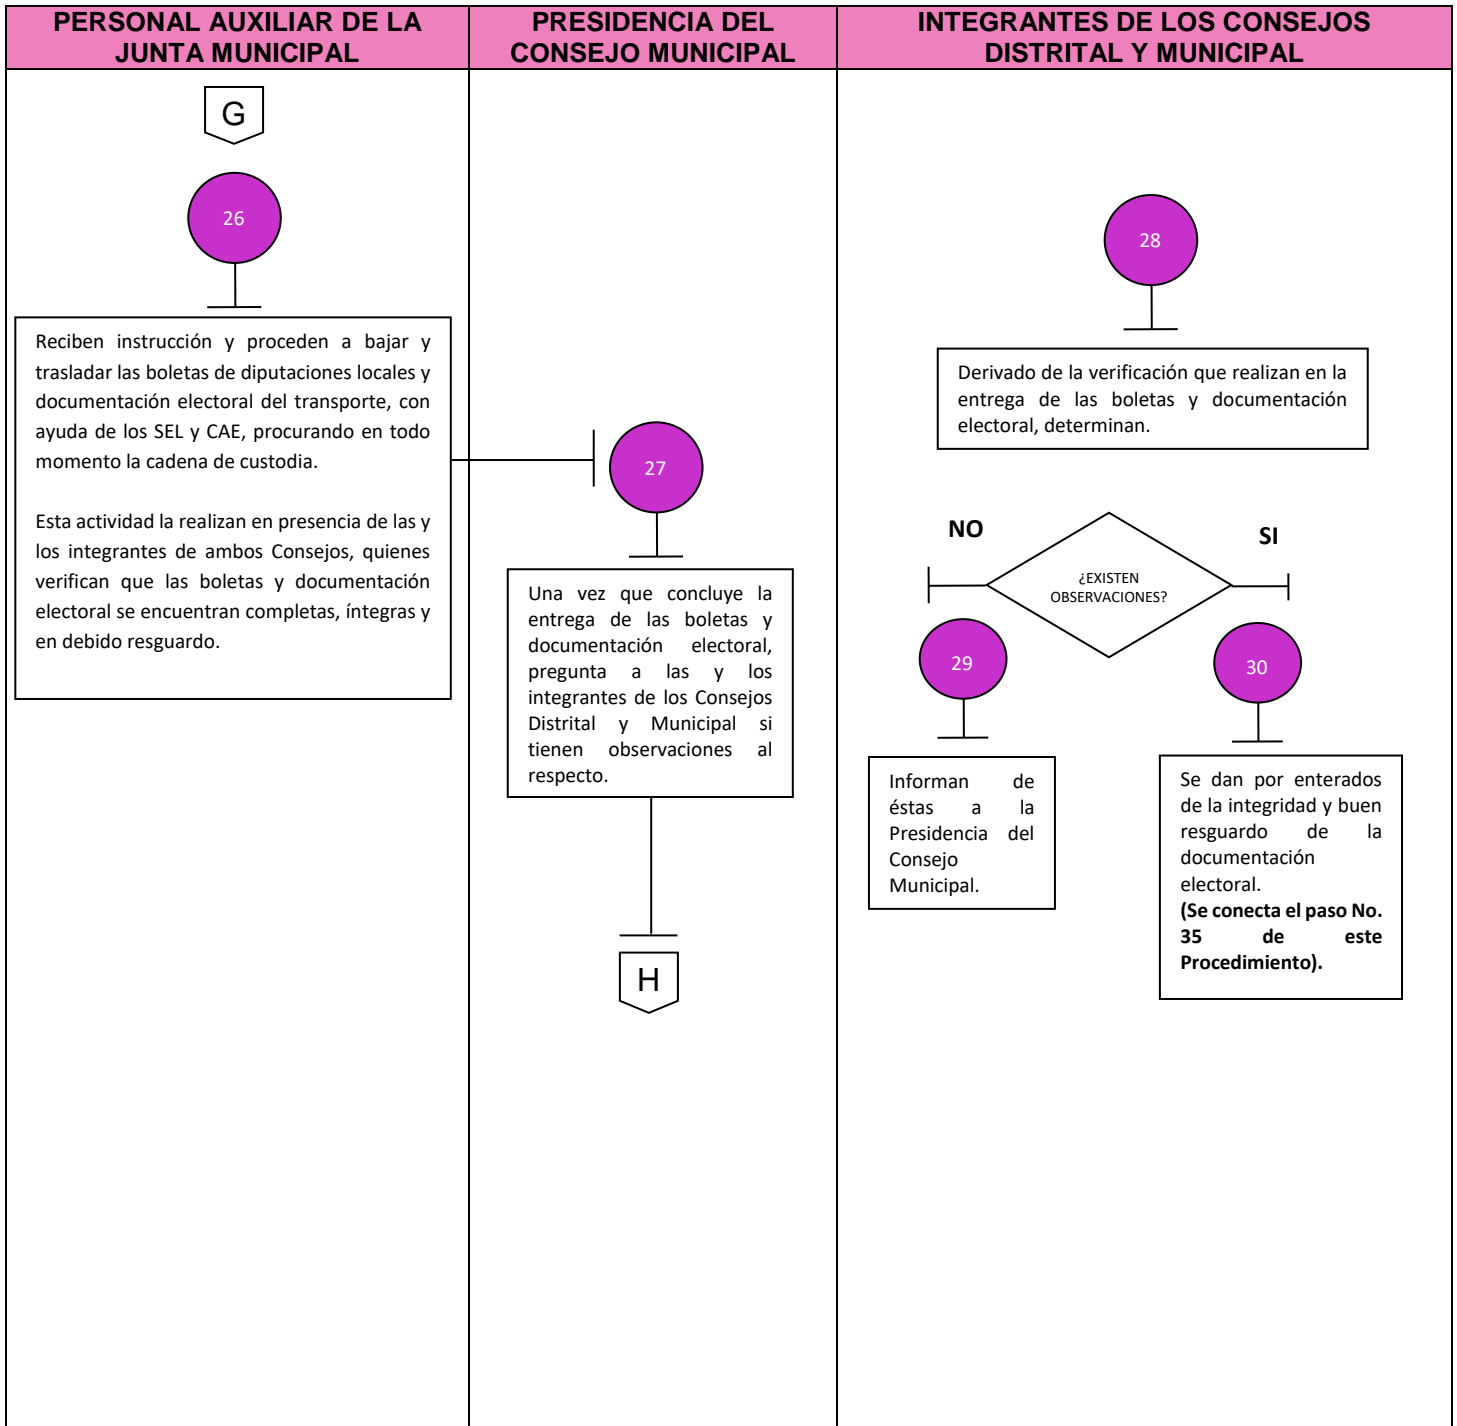 PERSONAL AUXILIAR DE LA
JUNTA MUNICIPAL
PRESIDENCIA DEL
CONSEJO MUNICIPAL
INTEGRANTES DE LOS CONSEJOS
DISTRITAL Y MUNICIPAL
G
26
Reciben instrucción y proceden a bajar y
trasladar las boletas de diputaciones locales y
documentación electoral del transporte, con
ayuda de los SEL y CAE, procurando en todo
momento la cadena de custodia.
Esta actividad la realizan en presencia de las y
los integrantes de ambos Consejos, quienes
verifican que las boletas y documentación
electoral se encuentran completas, íntegras y
en debido resguardo.
27
Una vez que concluye la
entrega de las boletas y
documentación electoral,
pregunta a las y los
integrantes de los Consejos
Distrital y Municipal si
tienen observaciones al
respecto.
H
28
Derivado de la verificación que realizan en la
entrega de las boletas y documentación
electoral, determinan.
NO
SI
¿EXISTEN
OBSERVACIONES?
29
Informan de
éstas a la
Presidencia del
Consejo
Municipal.
30
Se dan por enterados
de la integridad y buen
resguardo de la
documentación
electoral.
(Se conecta el paso No.
35 de este
Procedimiento).